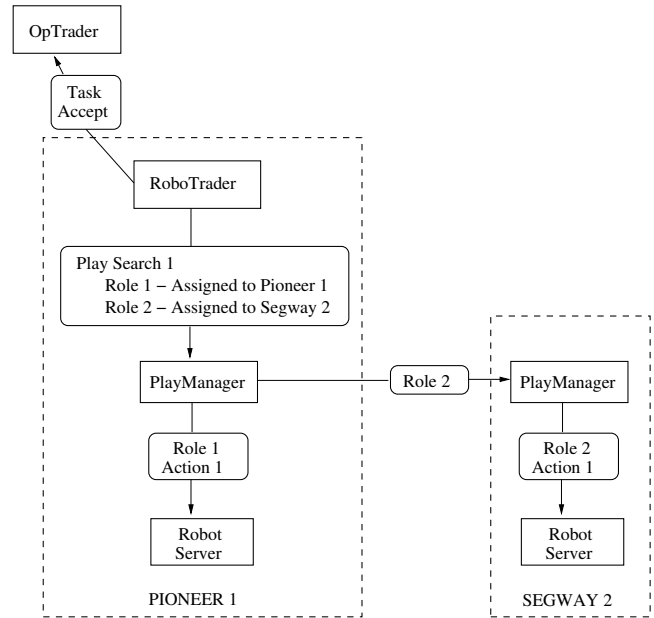 OpTrader
Task
Accept
RoboTrader
Play Search 1
Role 1 − Assigned to Pioneer 1
Role 2 − Assigned to Segway 2
PlayManager
Role 2
PlayManager
Role 1
Action 1
Role 2
Action 1
Robot
Server
Robot
Server
PIONEER 1
SEGWAY 2